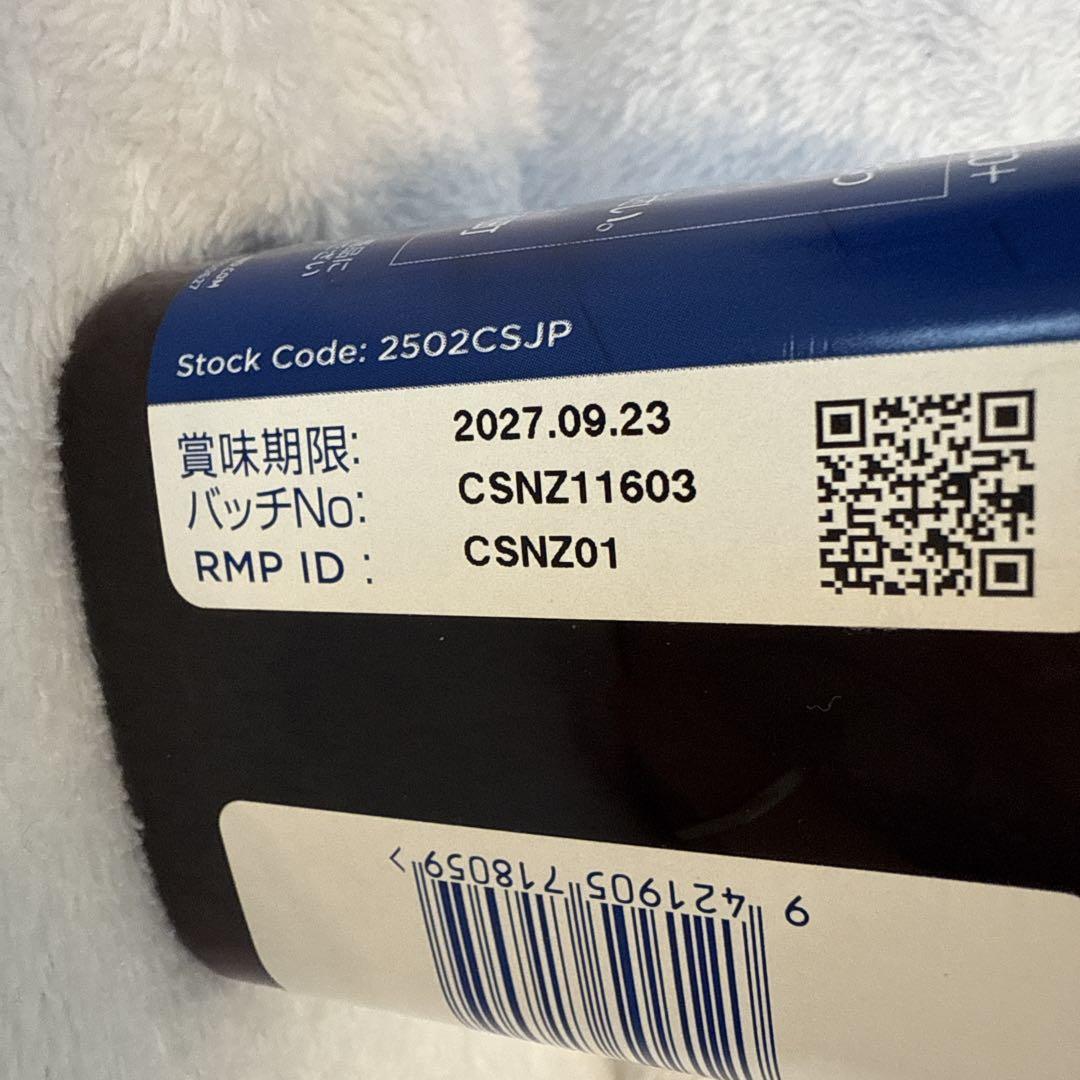 Stock Code: 2502CSJP
賞味期限: 2027.09.23
バッチNo: CSNZ11603
RMP ID : CSNZ01
9 421905 718059 >